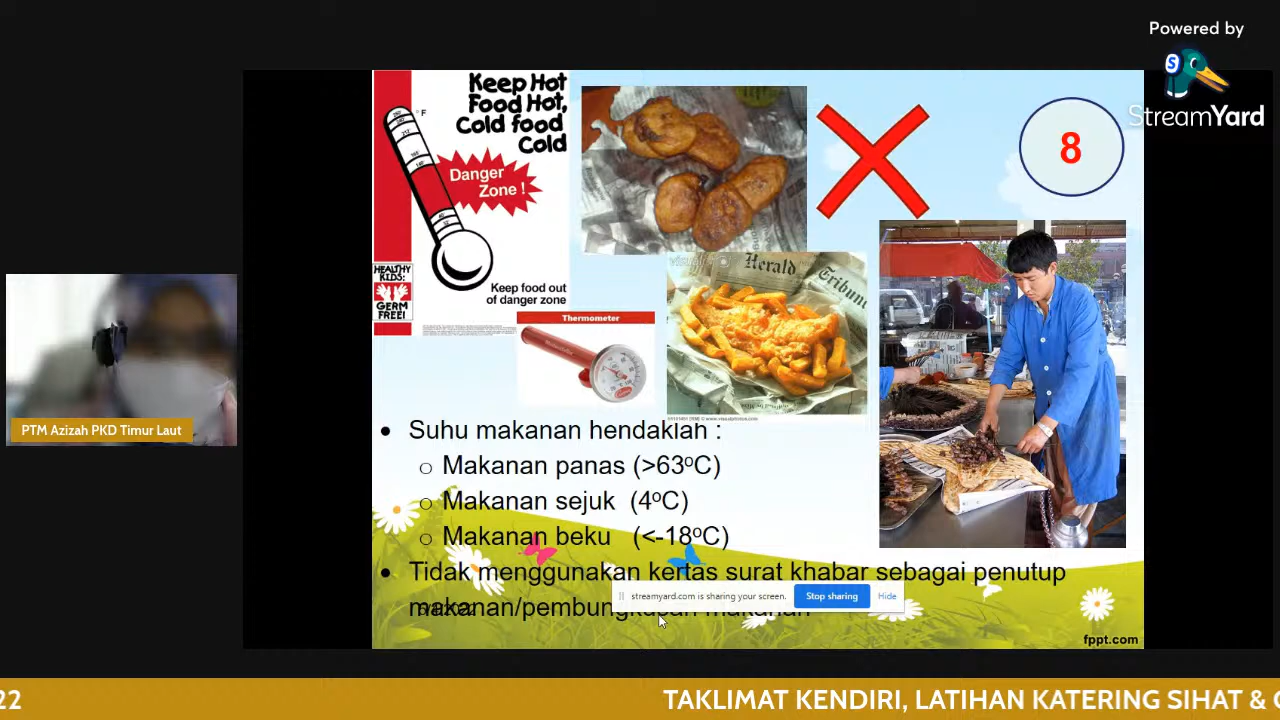 Powered by
StreamYard
Keep Hot
Food Hot,
Cold food
Cold
°F
Danger
Zone !
8
HEALTHY
KIDS:
GERM
FREE!
Keep food out
of danger zone
Thermometer
Herald
Tribune
PTM Azizah PKD Timur Laut
• Suhu makanan hendaklah :
o Makanan panas (>63⁰C)
o Makanan sejuk (4⁰C)
o Makanan beku (<-18⁰C)
• Tidak menggunakan kertas surat khabar sebagai penutup
makanan/pembungkusan makanan
streamyard.com is sharing your screen.
Stop sharing
Hide
fppt.com
22
TAKLIMAT KENDIRI, LATIHAN KATERING SIHAT &